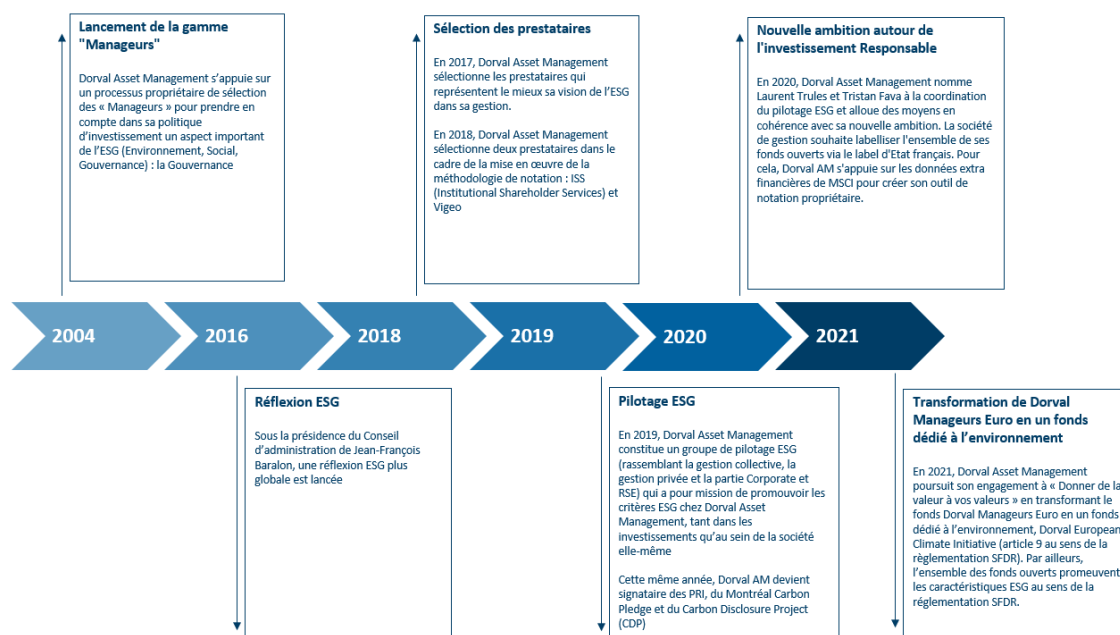 Lancement de la gamme
"Manageurs"
Dorval Asset Management s’appuie sur
un processus propriétaire de sélection
des « Manageurs » pour prendre en
compte dans sa politique
d’investissement un aspect important
de l’ESG (Environnement, Social,
Gouvernance) : la Gouvernance
Sélection des prestataires
En 2017, Dorval Asset Management
sélectionne les prestataires qui
représentent le mieux sa vision de l’ESG
dans sa gestion.
En 2018, Dorval Asset Management
sélectionne deux prestataires dans le
cadre de la mise en œuvre de la
méthodologie de notation : ISS
(Institutional Shareholder Services) et
Vigeo
Nouvelle ambition autour de
l'investissement Responsable
En 2020, Dorval Asset Management nomme
Laurent Trules et Tristan Fava à la coordination
du pilotage ESG et alloue des moyens en
cohérence avec sa nouvelle ambition. La société
de gestion souhaite labelliser l'ensemble de ses
fonds ouverts via le label d'Etat français. Pour
cela, Dorval AM s'appuie sur les données extra
financières de MSCI pour créer son outil de
notation propriétaire.
2004
2016
2018
2019
2020
2021
Réflexion ESG
Sous la présidence du Conseil
d’administration de Jean-François
Baralon, une réflexion ESG plus
globale est lancée
Pilotage ESG
En 2019, Dorval Asset Management
constitue un groupe de pilotage ESG
(rassemblant la gestion collective, la
gestion privée et la partie Corporate et
RSE) qui a pour mission de promouvoir les
critères ESG chez Dorval Asset
Management, tant dans les
investissements qu’au sein de la société
elle-même
Cette même année, Dorval AM devient
signataire des PRI, du Montréal Carbon
Pledge et du Carbon Disclosure Project
(CDP)
Transformation de Dorval
Manageurs Euro en un fonds
dédié à l’environnement
En 2021, Dorval Asset Management
poursuit son engagement à « Donner de la
valeur à vos valeurs » en transformant le
fonds Dorval Manageurs Euro en un fonds
dédié à l’environnement, Dorval European
Climate Initiative (article 9 au sens de la
règlementation SFDR). Par ailleurs,
l’ensemble des fonds ouverts promeuvent
les caractéristiques ESG au sens de la
réglementation SFDR.